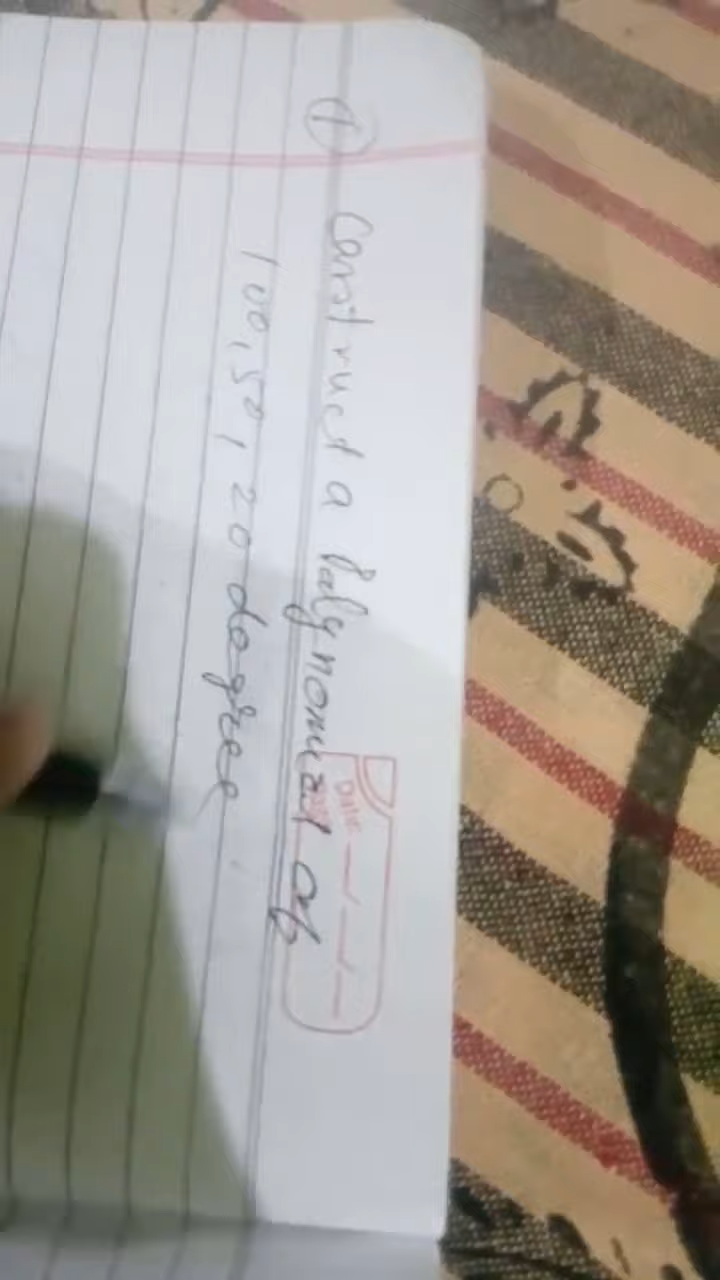 ① Construct a Polynomial of
100, 50, 20 degree
Date